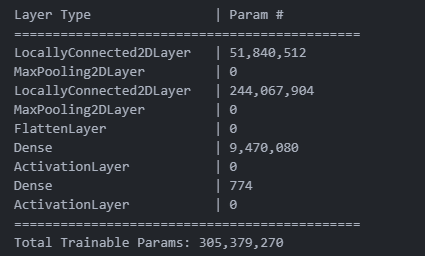 Layer Type | Param #
=============================================
LocallyConnected2DLayer | 51,840,512
MaxPooling2DLayer | 0
LocallyConnected2DLayer | 244,067,904
MaxPooling2DLayer | 0
FlattenLayer | 0
Dense | 9,470,080
ActivationLayer | 0
Dense | 774
ActivationLayer | 0
=============================================
Total Trainable Params: 305,379,270